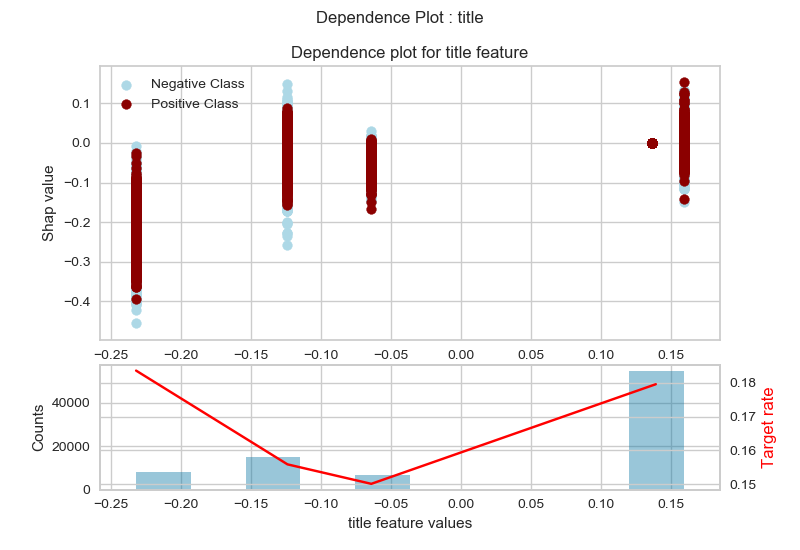 Dependence Plot : title
Dependence plot for title feature
Negative Class
Positive Class
Shap value
0.1
0.0
−0.1
−0.2
−0.3
−0.4
−0.25 −0.20 −0.15 −0.10 −0.05 0.00 0.05 0.10 0.15
Counts
40000
20000
0
0.18
0.17
0.16
0.15
Target rate
−0.25 −0.20 −0.15 −0.10 −0.05 0.00 0.05 0.10 0.15
title feature values